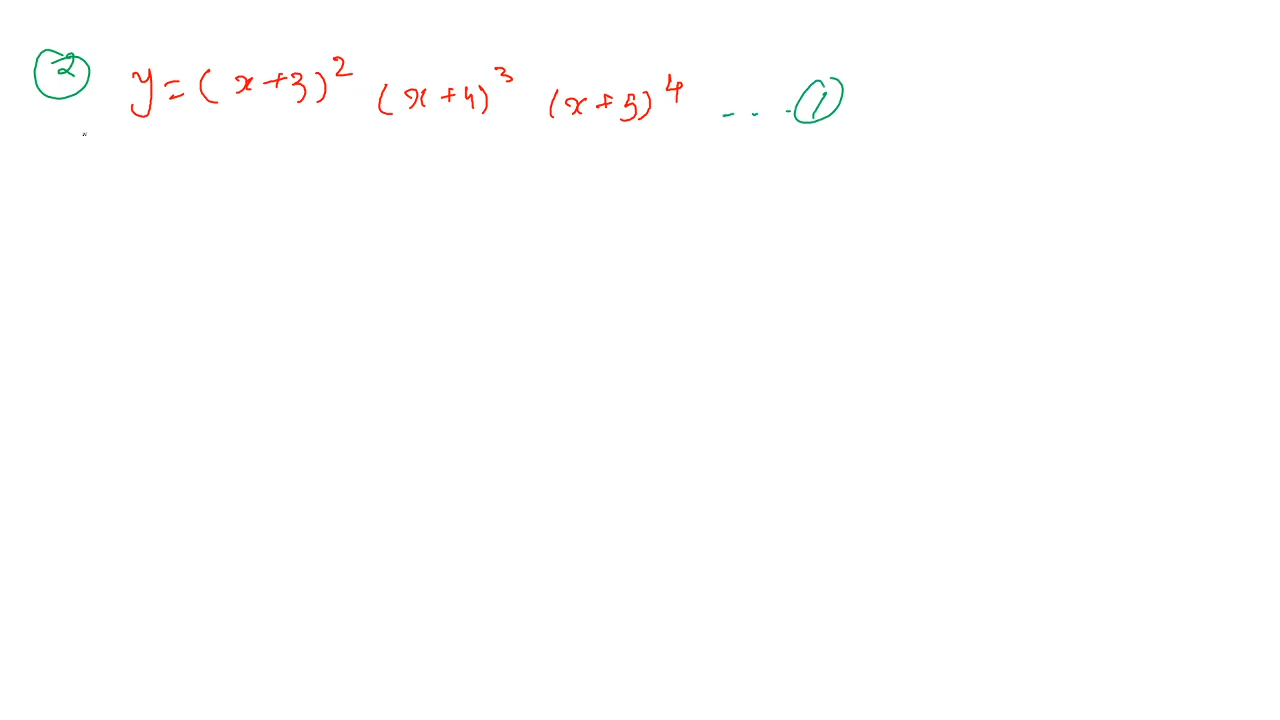 ② y = (x+3)² (x+4)³ (x+5)⁴ ... ①